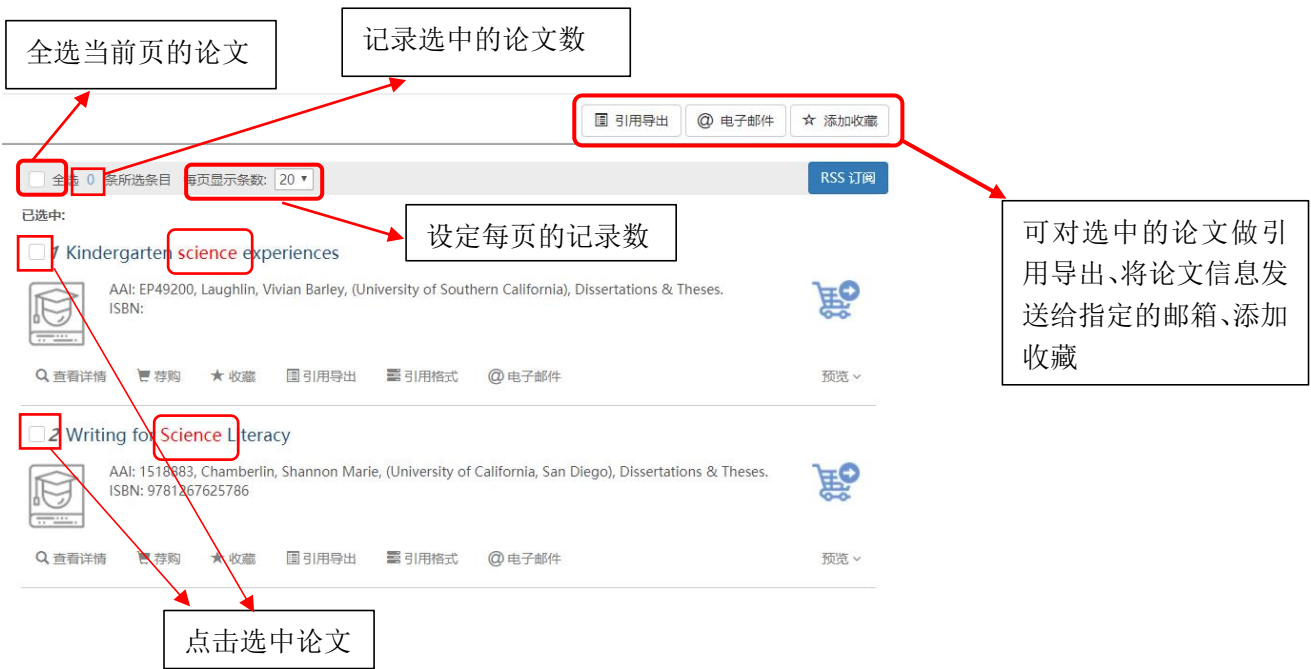 全选当前页的论文
记录选中的论文数
引用导出 @ 电子邮件 添加收藏
全选 0 条所选条目 每页显示条数: 20
RSS 订阅
已选中:
设定每页的记录数
可对选中的论文做引
用导出、将论文信息发
送给指定的邮箱、添加
收藏
1 Kindergarten science experiences
AAI: EP49200, Laughlin, Vivian Barley, (University of Southern California), Dissertations & Theses.
ISBN:
查看详情 荐购 收藏 引用导出 引用格式 @ 电子邮件 预览
2 Writing for Science Literacy
AAI: 1518883, Chamberlin, Shannon Marie, (University of California, San Diego), Dissertations & Theses.
ISBN: 9781267625786
查看详情 荐购 收藏 引用导出 引用格式 @ 电子邮件 预览
点击选中论文